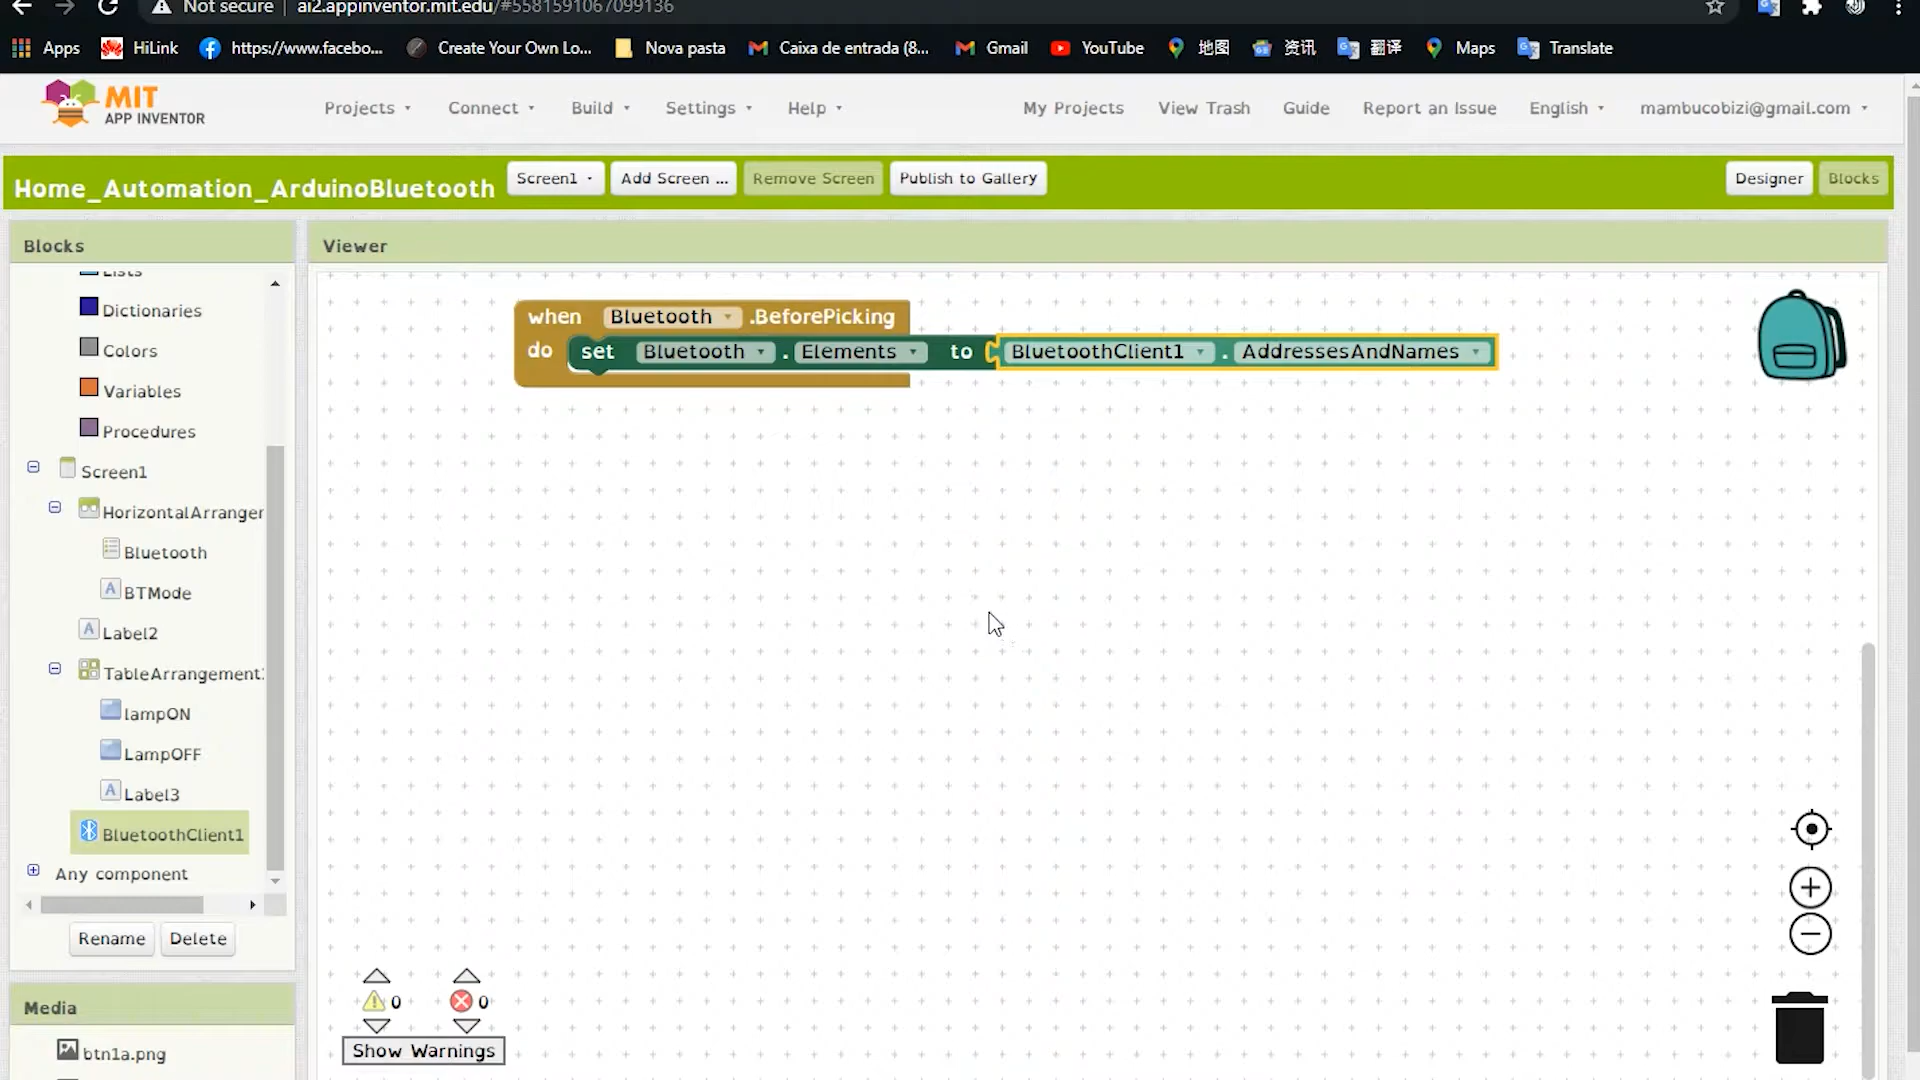 Not secure
ai2.appinventor.mit.edu/#5581591067099136
Apps
HiLink
https://www.facebo...
Create Your Own Lo...
Nova pasta
Caixa de entrada (8...
Gmail
YouTube
地图
资讯
翻译
Maps
Translate
MIT
APP INVENTOR
Projects
Connect
Build
Settings
Help
My Projects
View Trash
Guide
Report an Issue
English
mambucobizi@gmail.com
Home_Automation_ArduinoBluetooth
Screen1
Add Screen ...
Remove Screen
Publish to Gallery
Designer
Blocks
Blocks
Viewer
Lists
Dictionaries
Colors
Variables
Procedures
Screen1
HorizontalArranger
Bluetooth
A BTMode
A Label2
TableArrangement
lampON
LampOFF
A Label3
BluetoothClient1
Any component
Rename
Delete
Media
btn1a.png
when Bluetooth .BeforePicking
do set Bluetooth . Elements to BluetoothClient1 . AddressesAndNames
0
0
Show Warnings